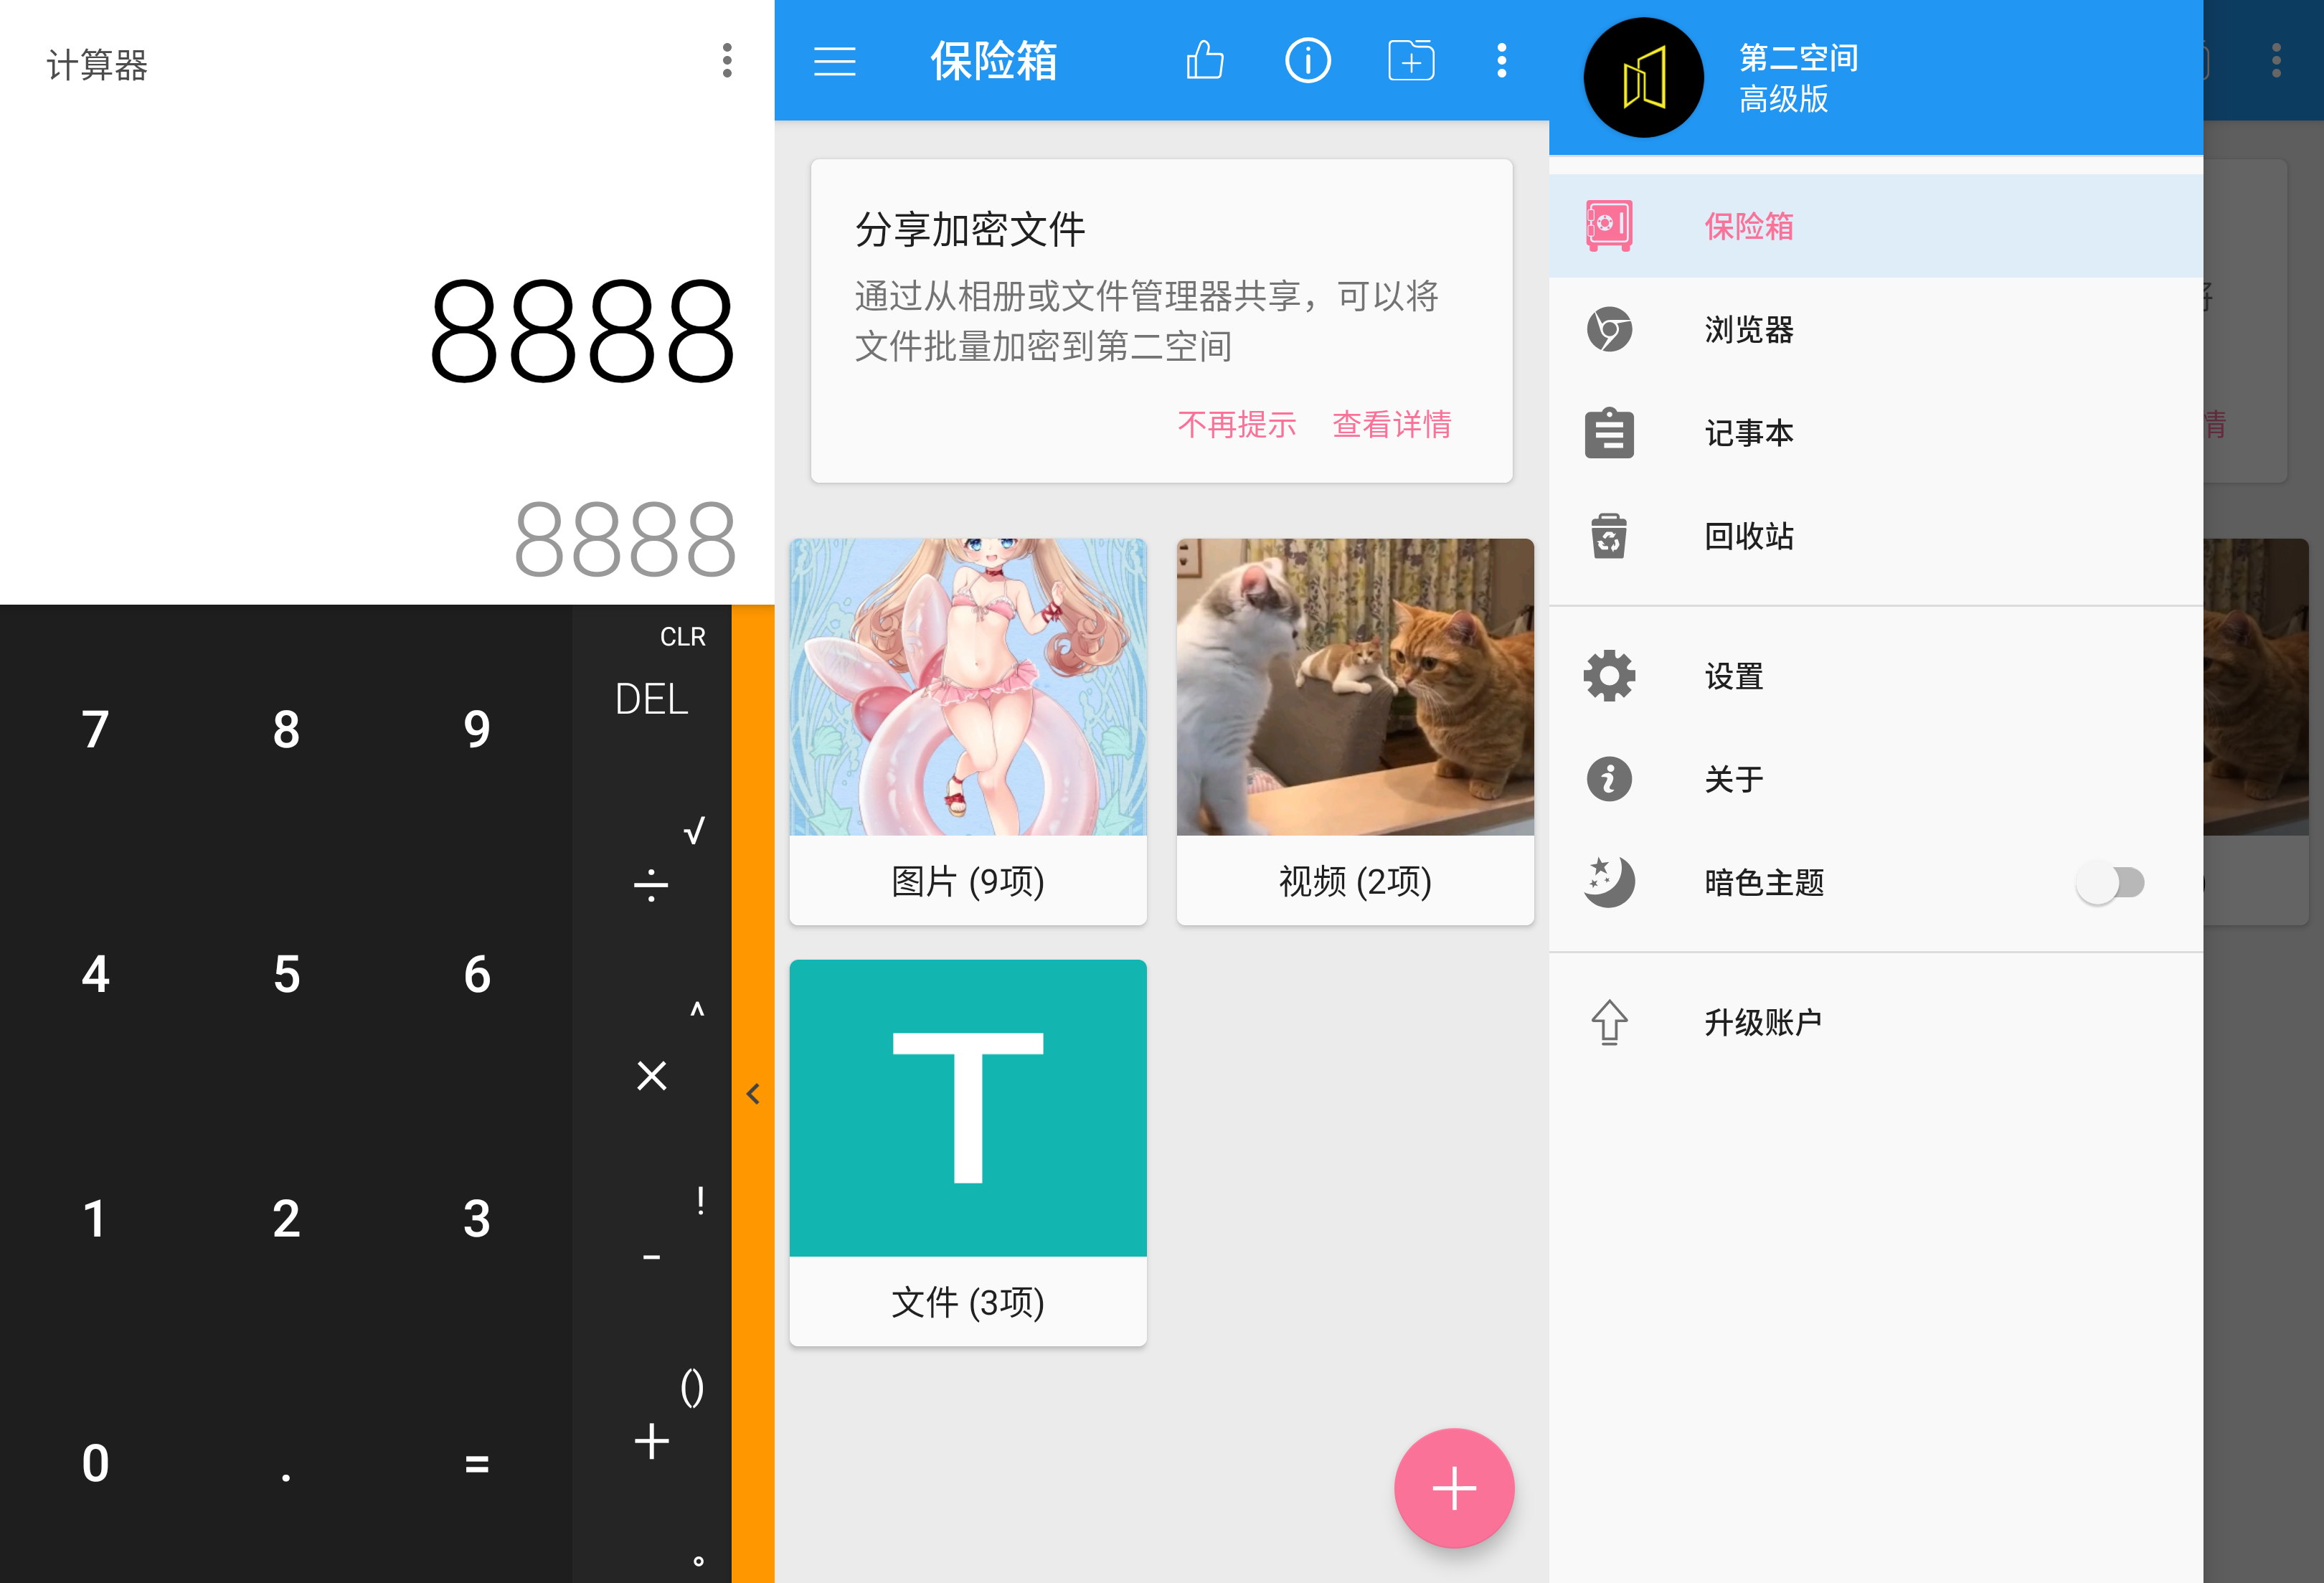 计算器
8888
8888
CLR
DEL
7
8
9
√
÷
4
5
6
^
×
1
2
3
!
-
0
.
=
()
+
°
保险箱
分享加密文件
通过从相册或文件管理器共享，可以将
文件批量加密到第二空间
不再提示
查看详情
图片 (9项)
视频 (2项)
T
文件 (3项)
第二空间
高级版
保险箱
浏览器
记事本
回收站
设置
关于
暗色主题
升级账户
情